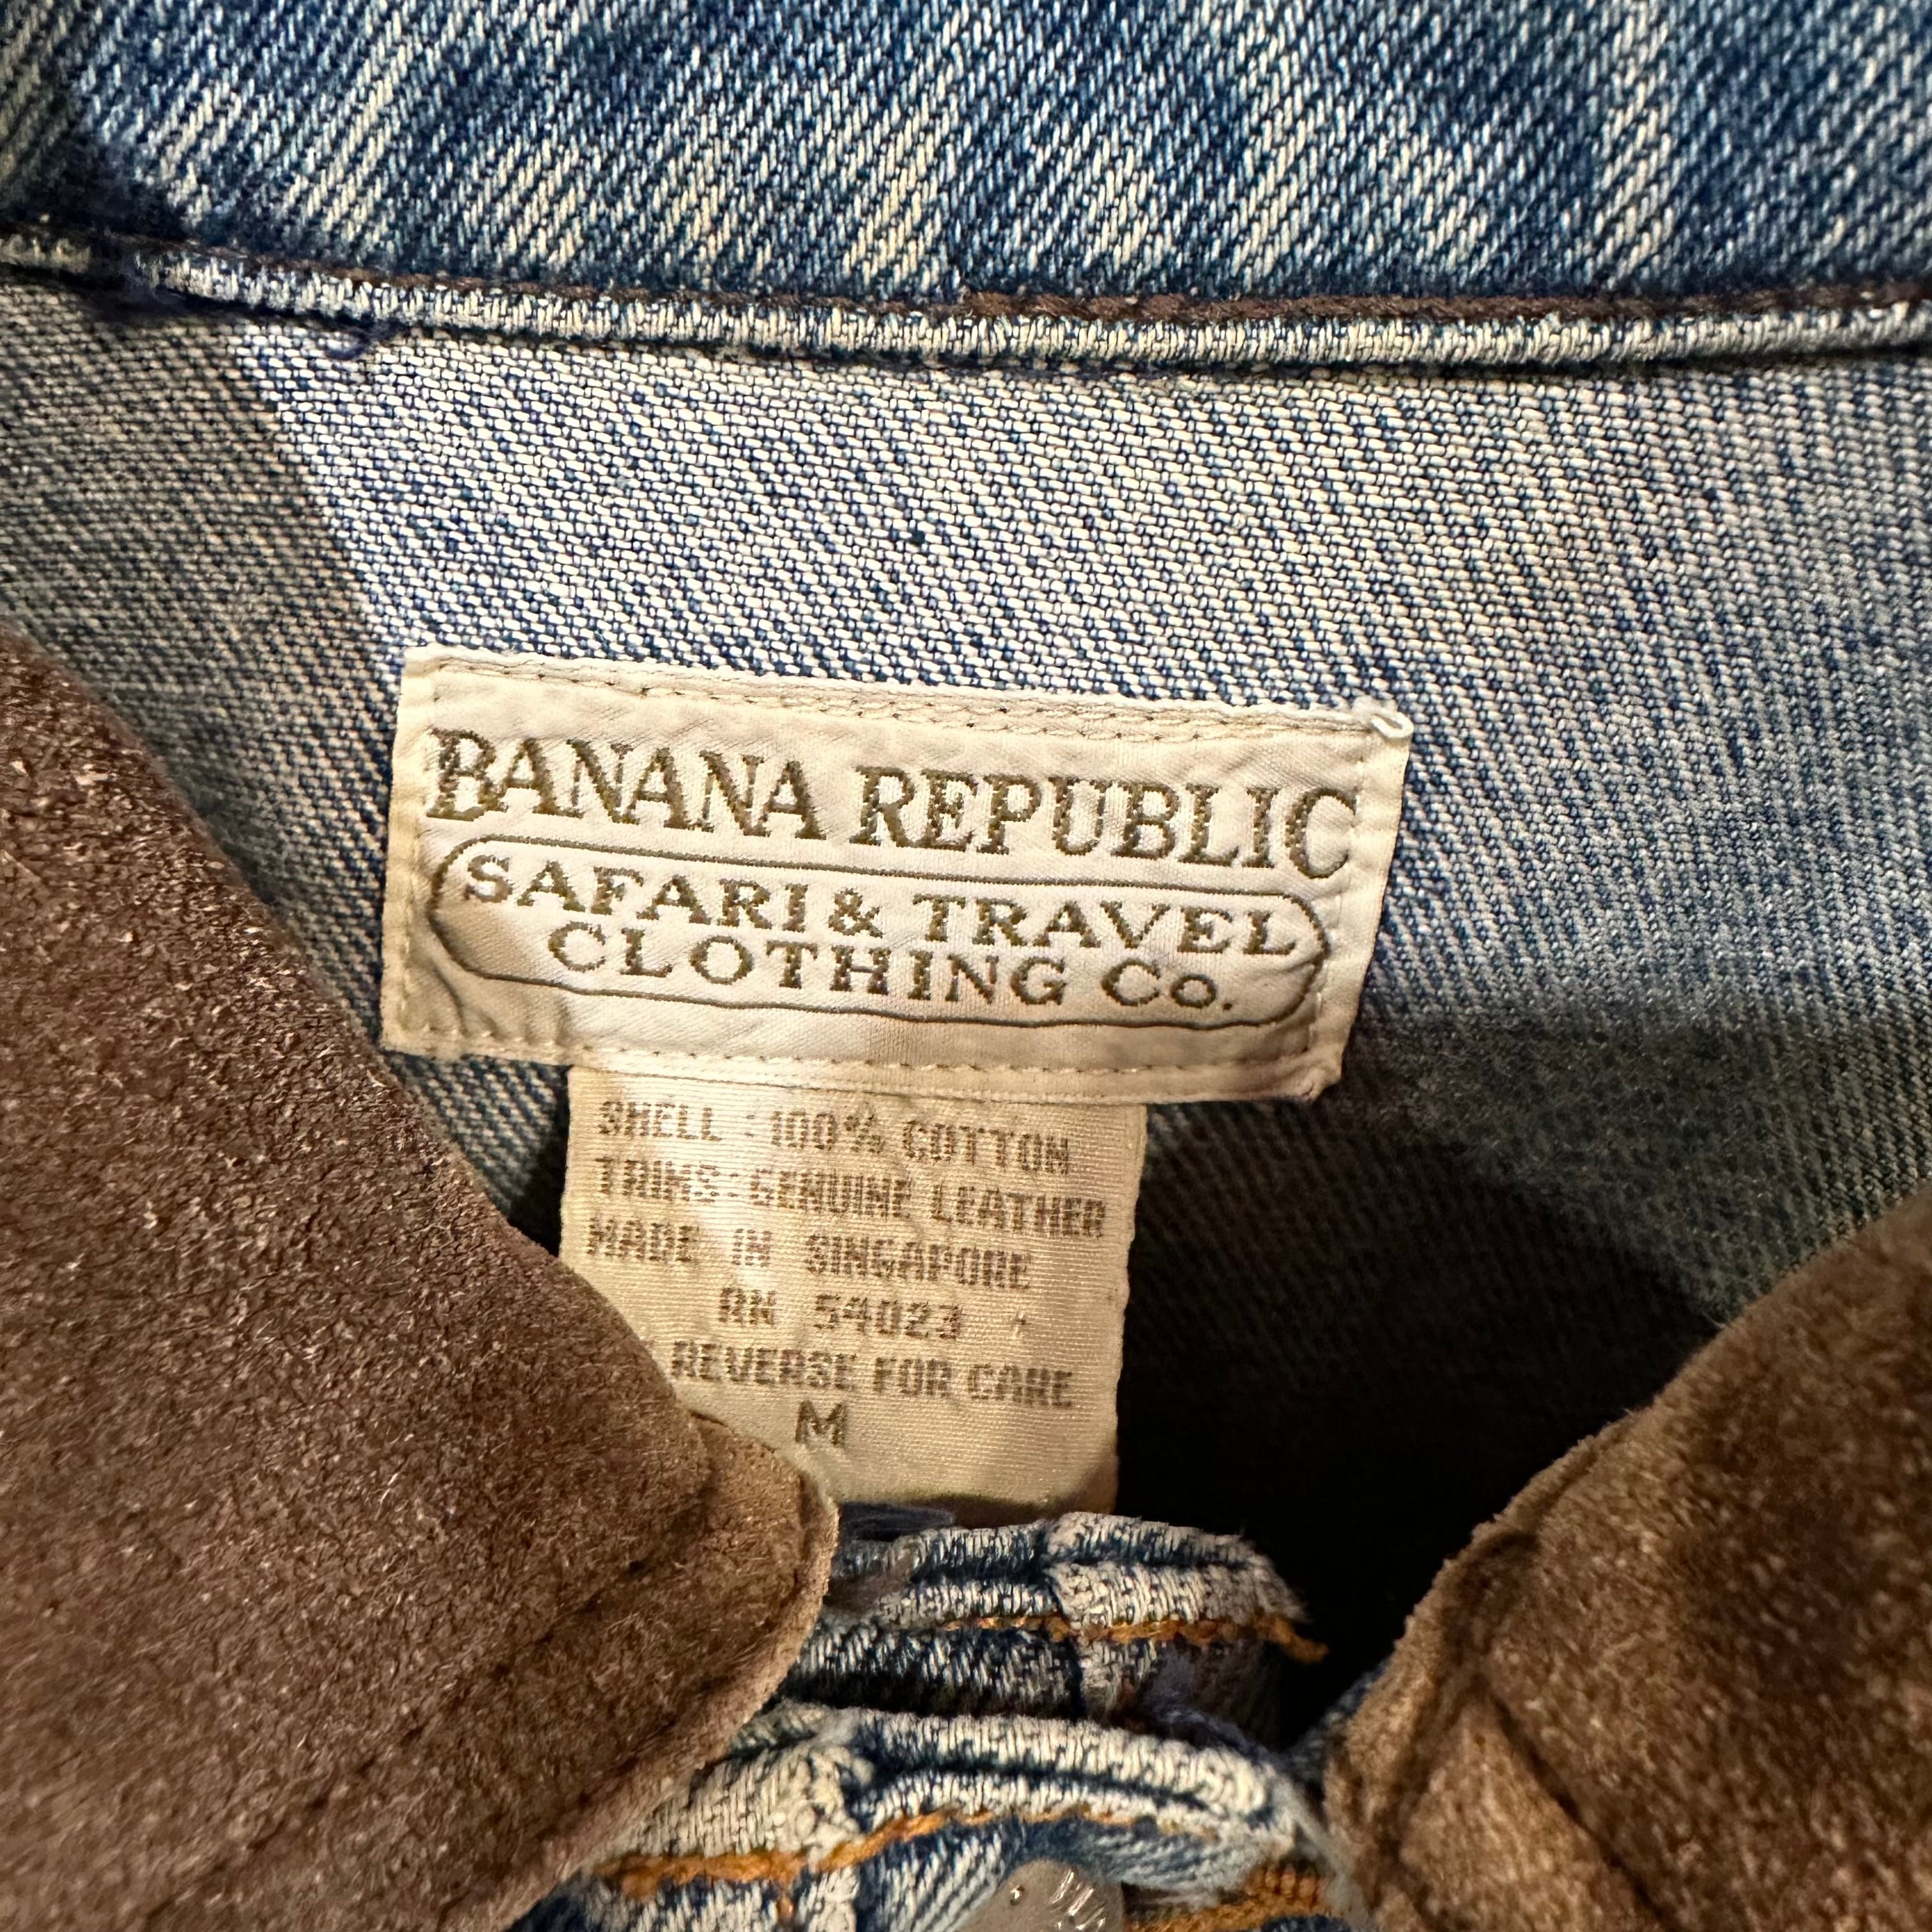 BANANA REPUBLIC
SAFARI & TRAVEL
CLOTHING Co.
SHELL : 100% COTTON
TRIMS : GENUINE LEATHER
MADE IN SINGAPORE
RN 54023
REVERSE FOR CARE
M